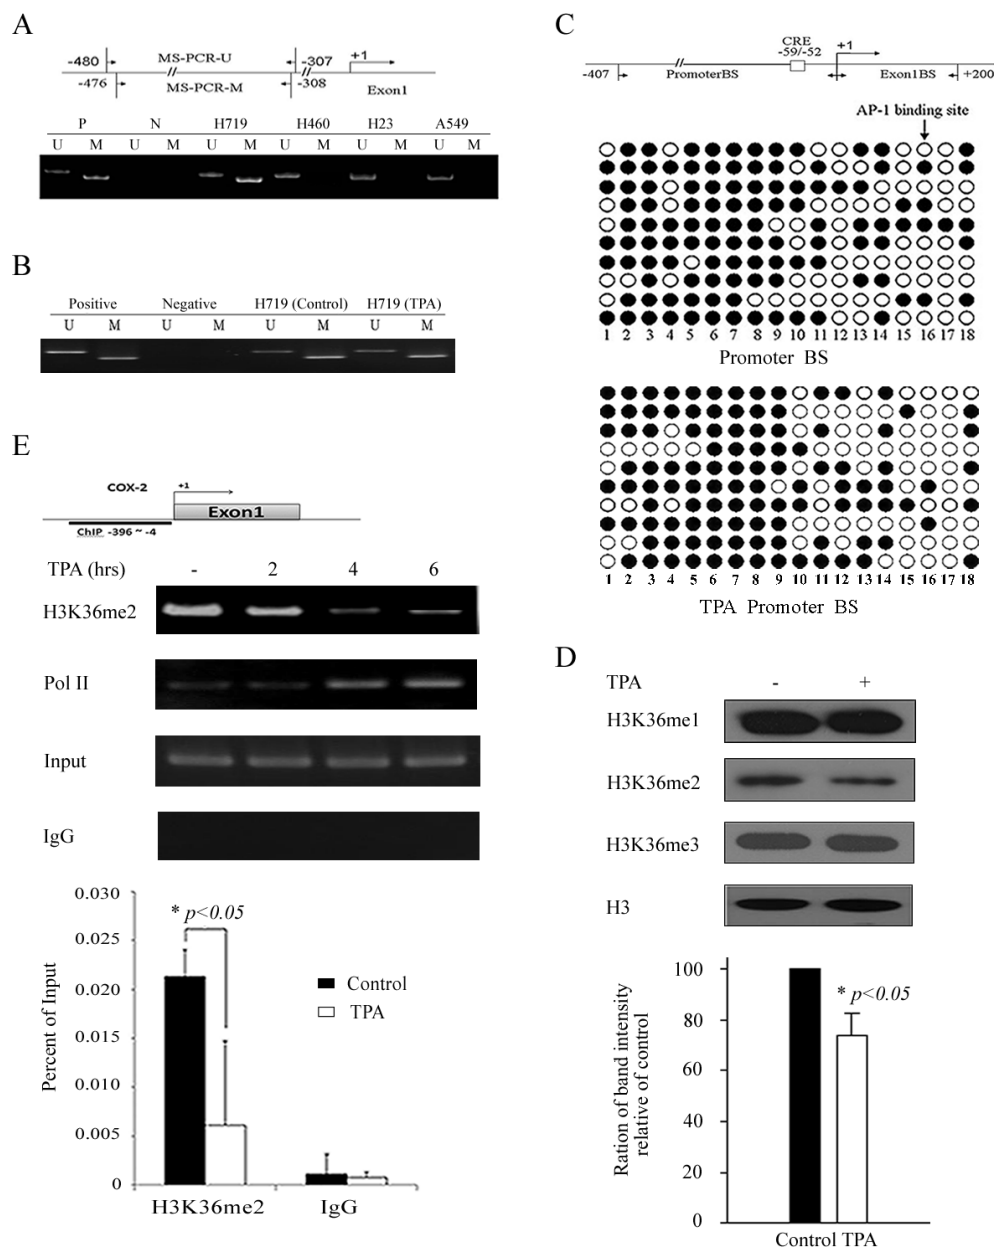 A
-480 MS-PCR-U -307 +1
-476 MS-PCR-M -308 Exon1
P N H719 H460 H23 A549
U M U M U M U M U M U M
B
Positive Negative H719 (Control) H719 (TPA)
U M U M U M U M
C
CRE
-59/-52 +1
-407 PromoterBS Exon1BS +200
AP-1 binding site
1 2 3 4 5 6 7 8 9 10 11 12 13 14 15 16 17 18
Promoter BS
1 2 3 4 5 6 7 8 9 10 11 12 13 14 15 16 17 18
TPA Promoter BS
E
COX-2 +1
Exon1
ChIP -396 ~ -4
TPA (hrs) - 2 4 6
H3K36me2
Pol II
Input
IgG
0.030
0.025
0.020
0.015
0.010
0.005
0
Percent of Input
* p<0.05
Control
TPA
H3K36me2 IgG
D
TPA - +
H3K36me1
H3K36me2
H3K36me3
H3
100
80
60
40
20
0
Ration of band intensity
relative of control
* p<0.05
Control TPA